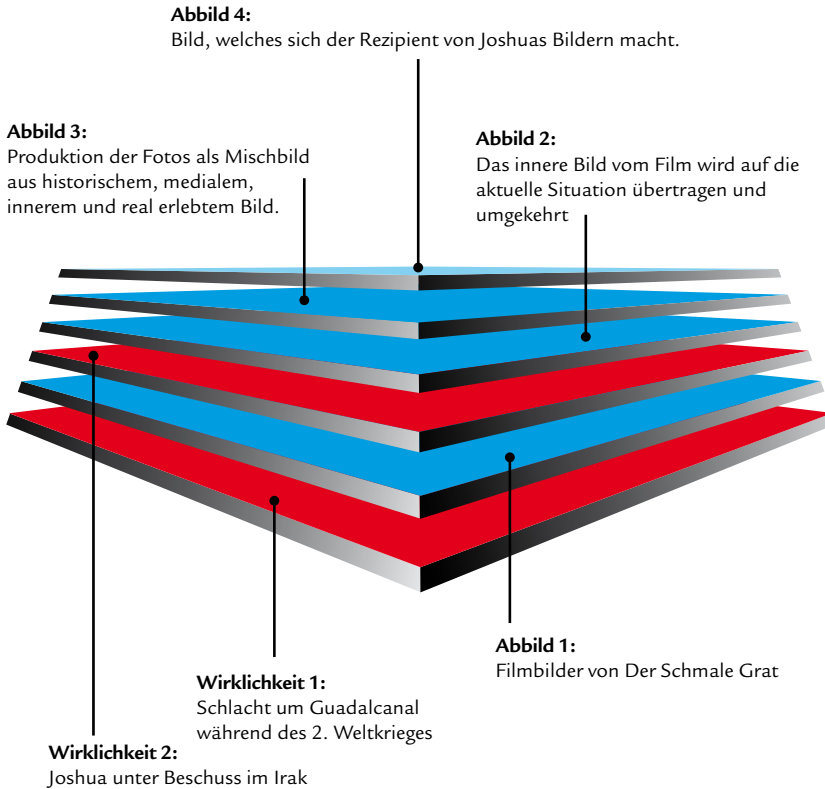 Abbild 4:
Bild, welches sich der Rezipient von Joshuas Bildern macht.
Abbild 3:
Produktion der Fotos als Mischbild
aus historischem, medialem,
innerem und real erlebtem Bild.
Abbild 2:
Das innere Bild vom Film wird auf die
aktuelle Situation übertragen und
umgekehrt
Abbild 1:
Filmbilder von Der Schmale Grat
Wirklichkeit 1:
Schlacht um Guadalcanal
während des 2. Weltkrieges
Wirklichkeit 2:
Joshua unter Beschuss im Irak